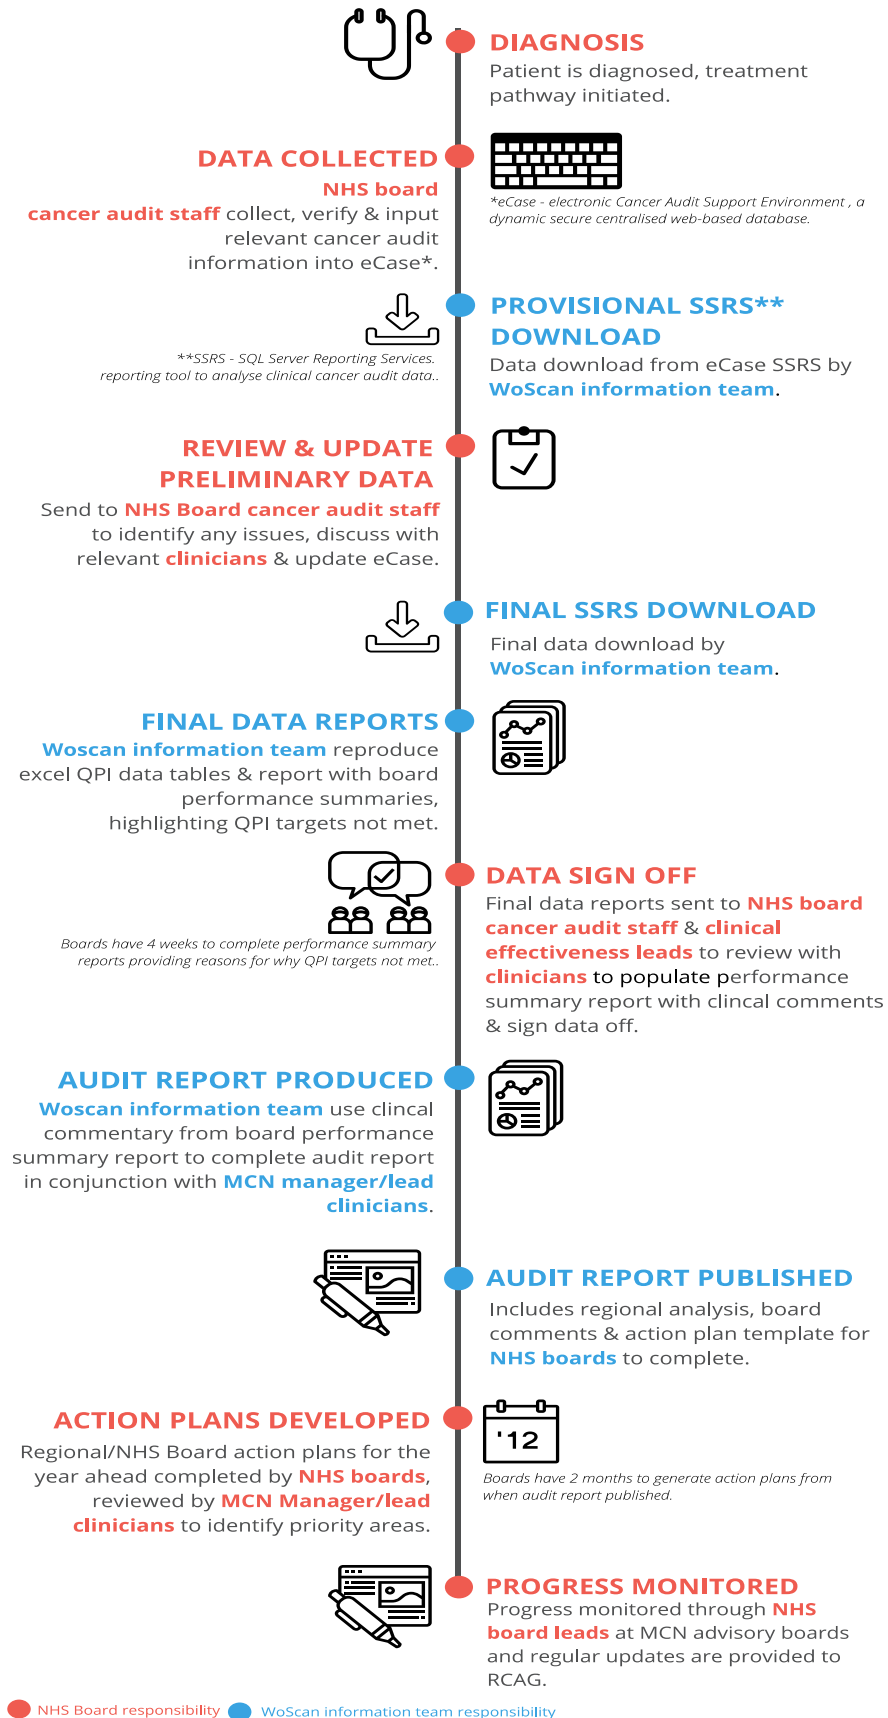 DIAGNOSIS
Patient is diagnosed, treatment
pathway initiated.
DATA COLLECTED
NHS board
cancer audit staff collect, verify & input
relevant cancer audit
information into eCase*.
*eCase - electronic Cancer Audit Support Environment , a
dynamic secure centralised web-based database.
PROVISIONAL SSRS**
DOWNLOAD
Data download from eCase SSRS by
WoScan information team.
**SSRS - SQL Server Reporting Services.
reporting tool to analyse clinical cancer audit data..
REVIEW & UPDATE
PRELIMINARY DATA
Send to NHS Board cancer audit staff
to identify any issues, discuss with
relevant clinicians & update eCase.
FINAL SSRS DOWNLOAD
Final data download by
WoScan information team.
FINAL DATA REPORTS
Woscan information team reproduce
excel QPI data tables & report with board
performance summaries,
highlighting QPI targets not met.
DATA SIGN OFF
Final data reports sent to NHS board
cancer audit staff & clinical
effectiveness leads to review with
clinicians to populate performance
summary report with clincal comments
& sign data off.
Boards have 4 weeks to complete performance summary
reports providing reasons for why QPI targets not met..
AUDIT REPORT PRODUCED
Woscan information team use clincal
commentary from board performance
summary report to complete audit report
in conjunction with MCN manager/lead
clinicians.
AUDIT REPORT PUBLISHED
Includes regional analysis, board
comments & action plan template for
NHS boards to complete.
ACTION PLANS DEVELOPED
Regional/NHS Board action plans for the
year ahead completed by NHS boards,
reviewed by MCN Manager/lead
clinicians to identify priority areas.
'12
Boards have 2 months to generate action plans from
when audit report published.
PROGRESS MONITORED
Progress monitored through NHS
board leads at MCN advisory boards
and regular updates are provided to
RCAG.
NHS Board responsibility
WoScan information team responsibility